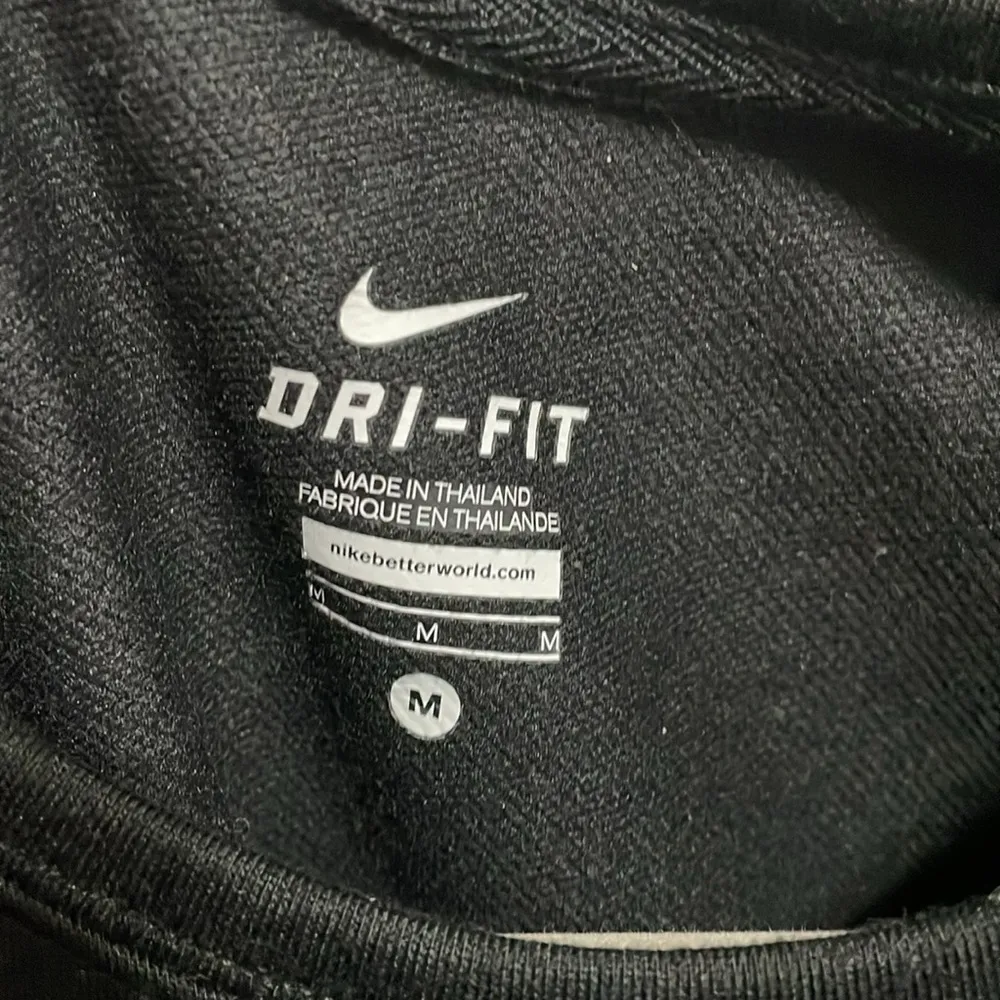 DRI-FIT
MADE IN THAILAND
FABRIQUE EN THAILANDE
nikebetterworld.com
M M M
M